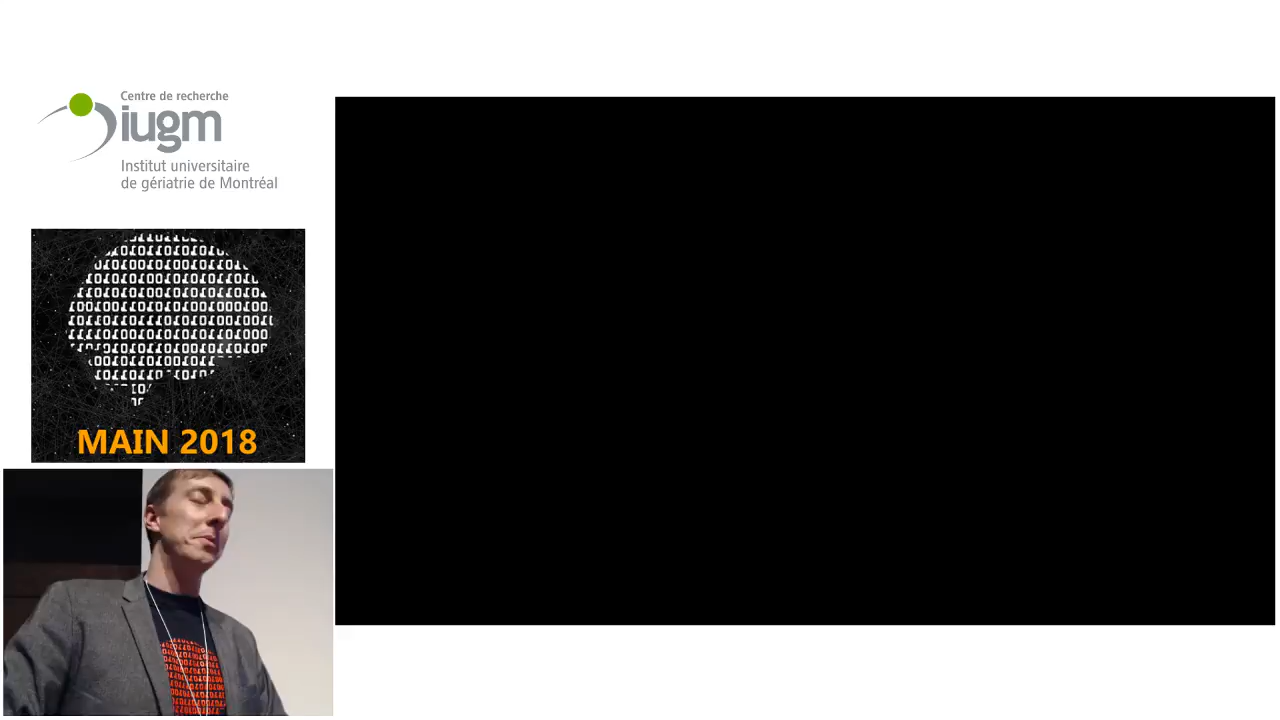 Centre de recherche
iugm
Institut universitaire
de gériatrie de Montréal
MAIN 2018